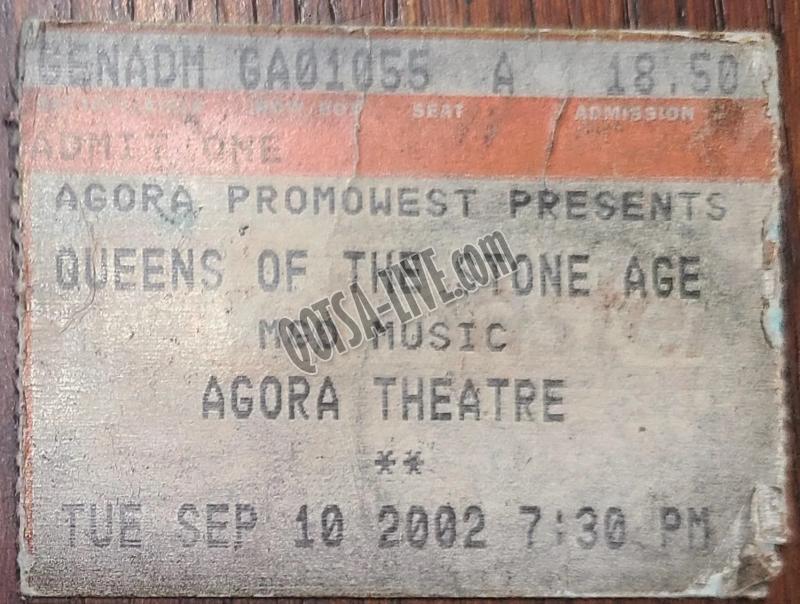 GENADM GA01055 A 18.50
SEAT ADMISSION
ADMIT ONE
AGORA PROMOWEST PRESENTS
QUEENS OF THE STONE AGE
MUSIC
QOTSA-LIVE.com
AGORA THEATRE
**
TUE SEP 10 2002 7:30 PM